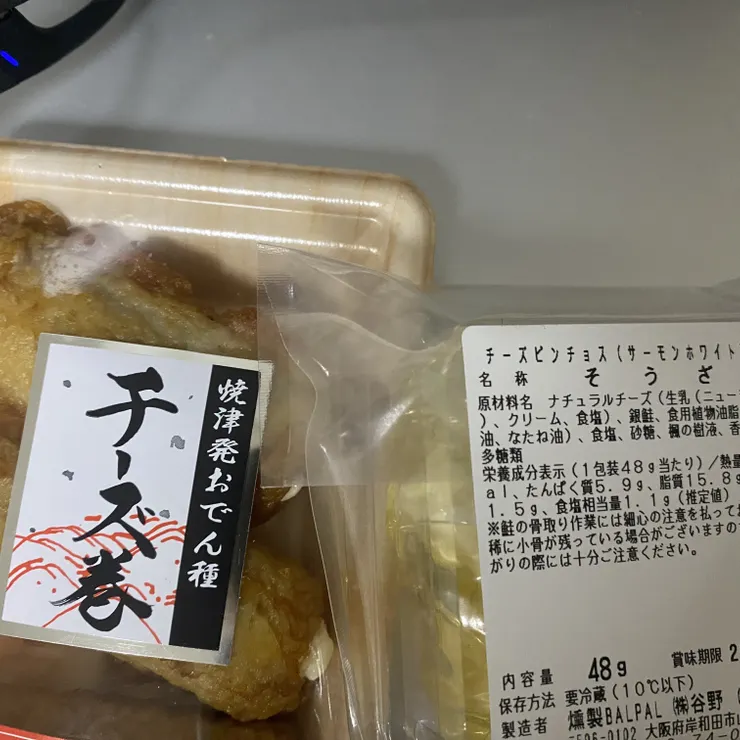 チーズ巻
焼津発おでん種
チーズピンチョス(サーモンホワイト
名称 そうざ
原材料名 ナチュラルチーズ(生乳(ニュー
)、クリーム、食塩)、銀鮭、食用植物油脂
油、なたね油)、食塩、砂糖、楓の樹液、香
多糖類
栄養成分表示(1包装48g当たり)/熱量
al、たんぱく質5.9g、脂質15.8g
1.5g、食塩相当量1.1g(推定値)
※鮭の骨取り作業には細心の注意を払ってお
稀に小骨が残っている場合がございますの
がりの際には十分ご注意ください。
内容量 48g 賞味期限 2
保存方法 要冷蔵(10℃以下)
製造者 燻製BALPAL ㈱谷野
大阪府岸和田市